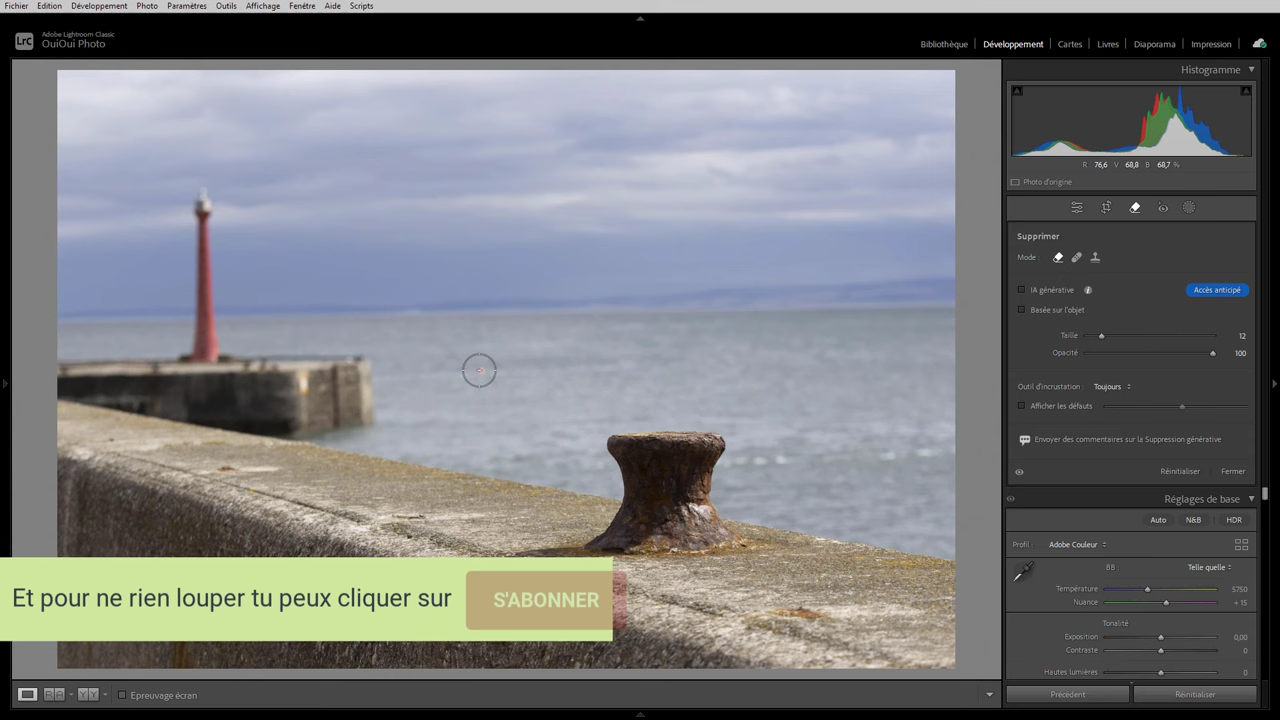 Fichier Edition Développement Photo Paramètres Outils Affichage Fenêtre Aide Scripts
Lrc
Adobe Lightroom Classic
OuiOui Photo
Bibliothèque | Développement | Cartes | Livres | Diaporama | Impression |
Histogramme
R 76,6 V 68,8 B 68,7 %
Photo d'origine
Supprimer
Mode :
IA générative i Accès anticipé
Basée sur l'objet
Taille 12
Opacité 100
Outil d'incrustation : Toujours
Afficher les défauts
Envoyer des commentaires sur la Suppression générative
Réinitialiser Fermer
Réglages de base
Auto N&B HDR
Profil : Adobe Couleur
BB : Telle quelle
Température 5750
Nuance + 15
Tonalité
Exposition 0,00
Contraste 0
Hautes lumières 0
Et pour ne rien louper tu peux cliquer sur S'ABONNER
Epreuvage écran
Précédent Réinitialiser